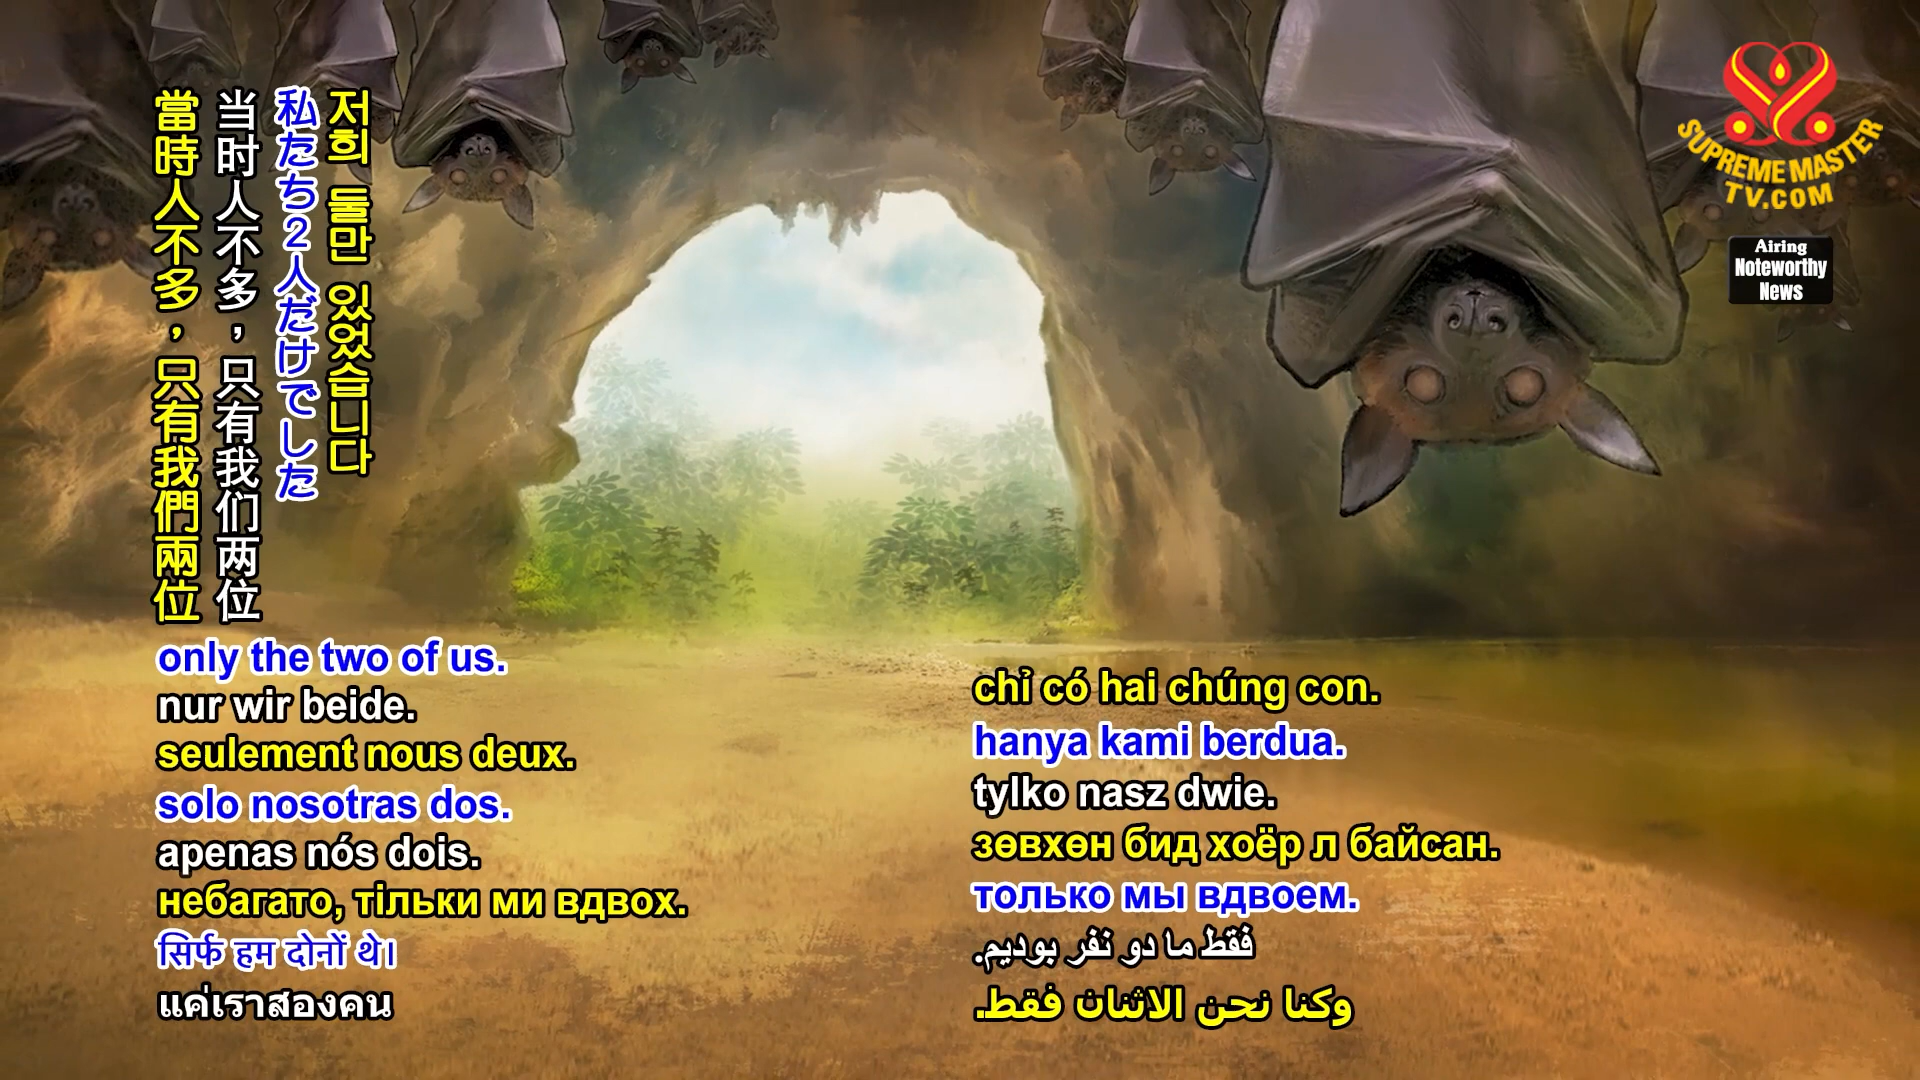 當時人不多，只有我們兩位
当时人不多，只有我们两位
私たち2人だけでした
저희 둘만 있었습니다
only the two of us.
nur wir beide.
seulement nous deux.
solo nosotras dos.
apenas nós dois.
небагато, тільки ми вдвох.
सिर्फ हम दोनों थे।
แค่เราสองคน
chỉ có hai chúng con.
hanya kami berdua.
tylko nasz dwie.
зөвхөн бид хоёр л байсан.
только мы вдвоем.
فقط ما دو نفر بودیم.
وكنا نحن الاثنان فقط.
SUPREME MASTER
TV.COM
Airing
Noteworthy
News